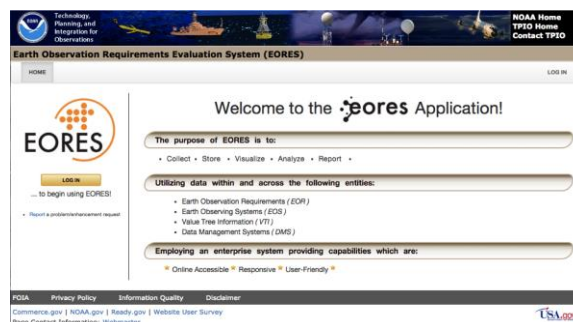 Technology,
Planning, and
Integration for
Observations
NOAA Home
TPIO Home
Contact TPIO
Earth Observation Requirements Evaluation System (EORES)
HOME
LOG IN
EORES
LOG IN
... to begin using EORES!
• Report a problem/enhancement request
Welcome to the eores Application!
The purpose of EORES is to:
• Collect • Store • Visualize • Analyze • Report •
Utilizing data within and across the following entities:
• Earth Observation Requirements (EOR)
• Earth Observing Systems (EOS)
• Value Tree Information (VTI)
• Data Management Systems (DMS)
Employing an enterprise system providing capabilities which are:
* Online Accessible * Responsive * User-Friendly *
FOIA Privacy Policy Information Quality Disclaimer
Commerce.gov | NOAA.gov | Ready.gov | Website User Survey
Page Contact Information: Webmaster
USA.gov